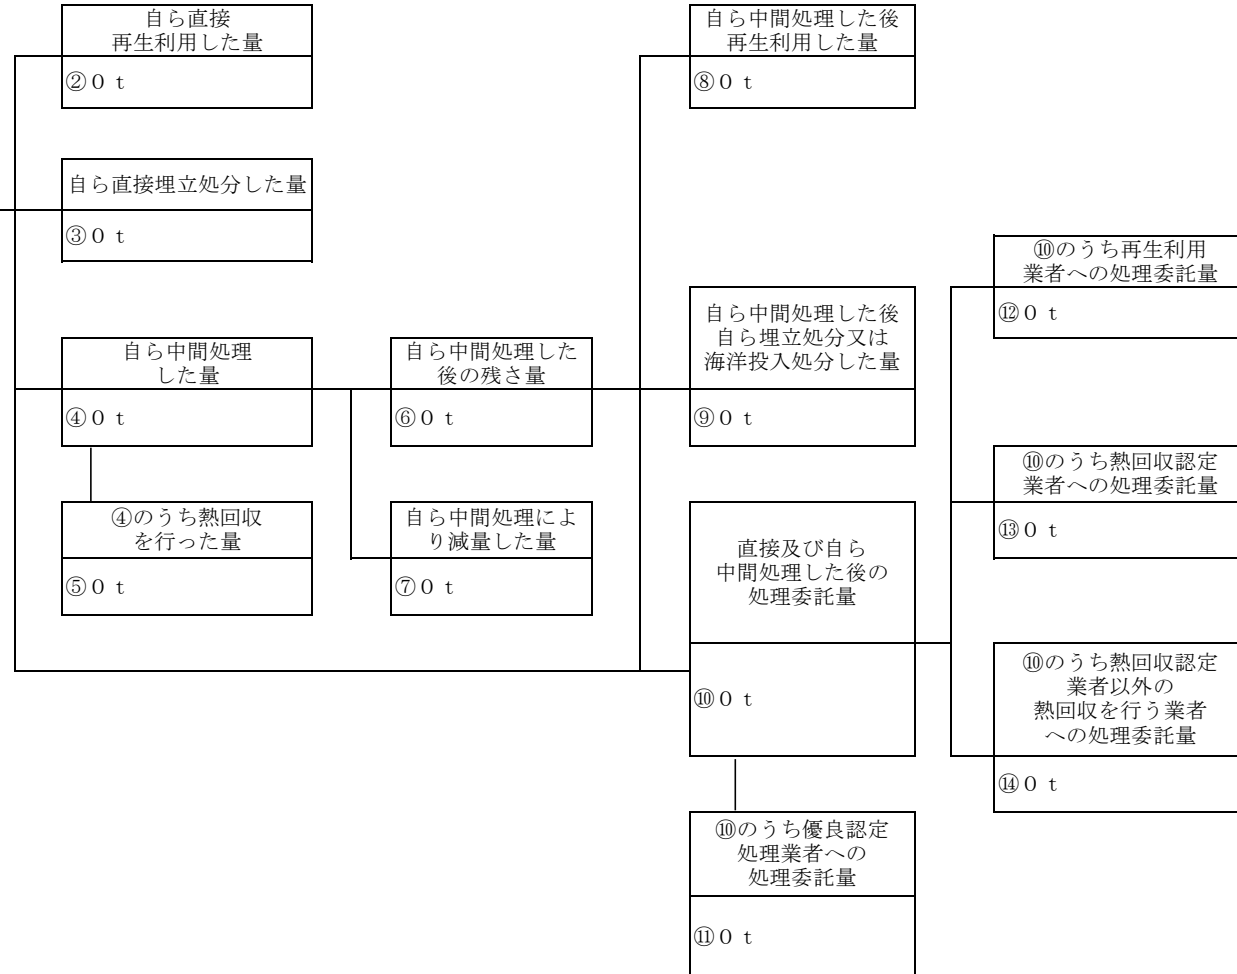 自ら直接
再生利用した量
②0 t
自ら直接埋立処分した量
③0 t
自ら中間処理
した量
④0 t
④のうち熱回収
を行った量
⑤0 t
自ら中間処理した
後の残さ量
⑥0 t
自ら中間処理によ
り減量した量
⑦0 t
自ら中間処理した後
再生利用した量
⑧0 t
自ら中間処理した後
自ら埋立処分又は
海洋投入処分した量
⑨0 t
直接及び自ら
中間処理した後の
処理委託量
⑩0 t
⑩のうち優良認定
処理業者への
処理委託量
⑪0 t
⑩のうち再生利用
業者への処理委託量
⑫0 t
⑩のうち熱回収認定
業者への処理委託量
⑬0 t
⑩のうち熱回収認定
業者以外の
熱回収を行う業者
への処理委託量
⑭0 t